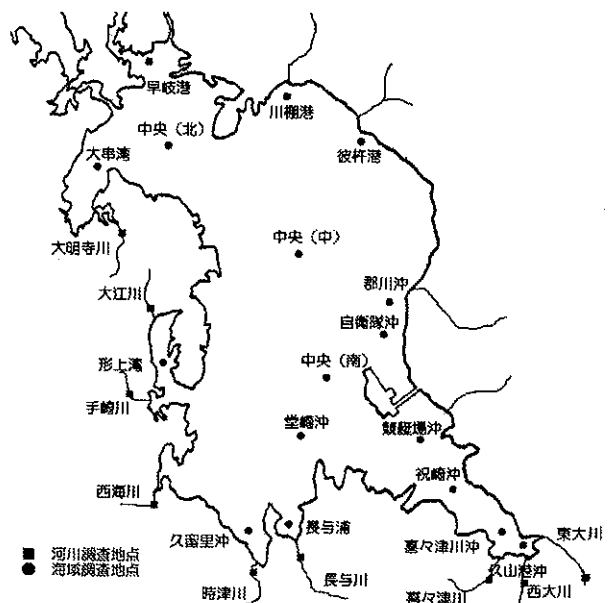 早岐港
川棚港
中央（北）
彼杵港
大串湾
大明寺川
中央（中）
大江川
郡川沖
自衛隊沖
形上湾
中央（南）
手崎川
堂崎沖
競艇場沖
西海川
祝崎沖
久留里沖
長与浦
喜々津川沖
東大川
久山港沖
河川調査地点
海域調査地点
時津川
長与川
喜々津川
西大川